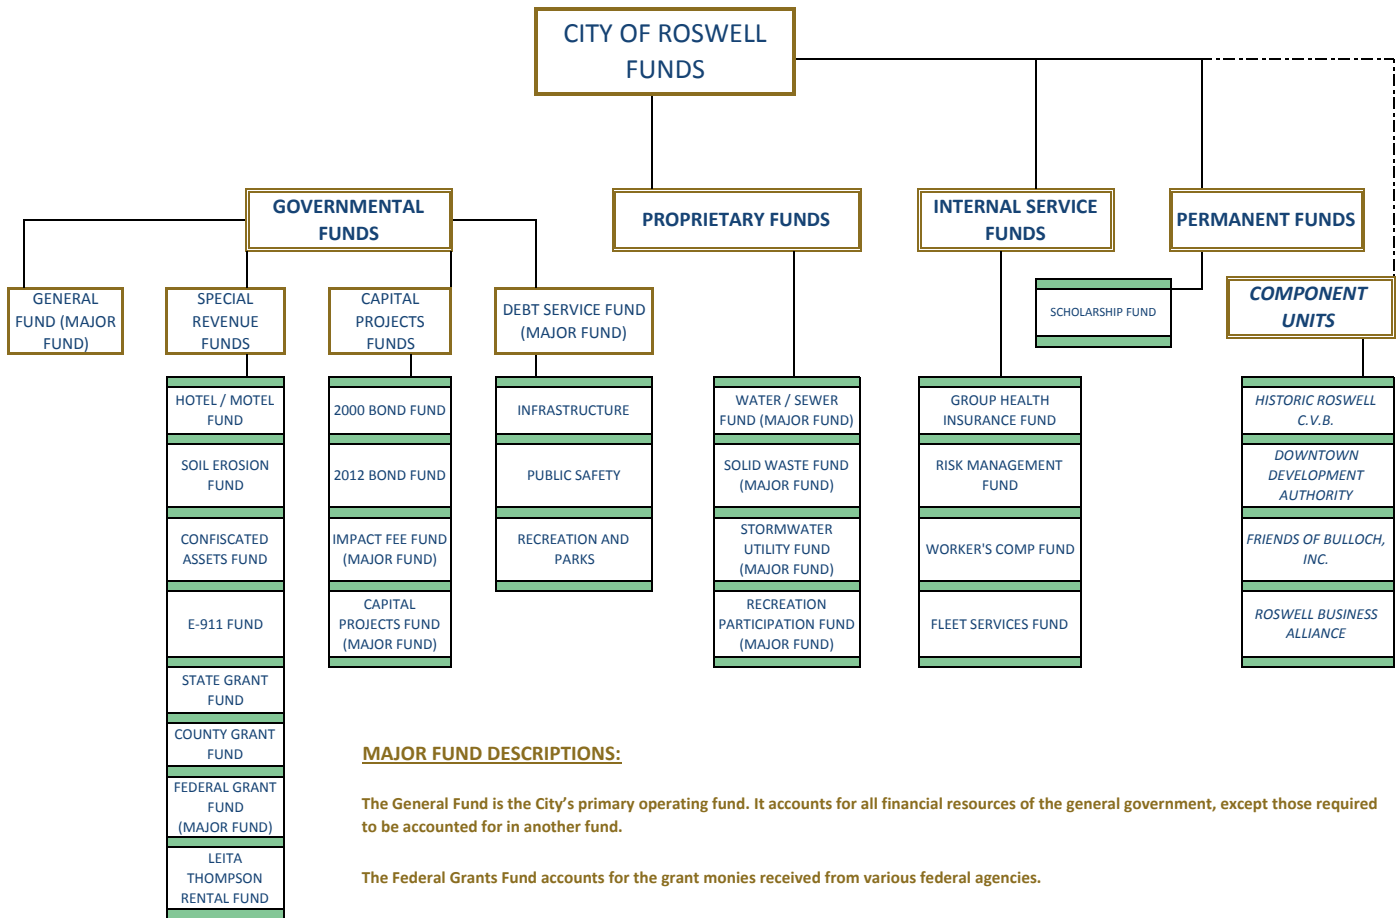 CITY OF ROSWELL
FUNDS
GOVERNMENTAL
FUNDS
PROPRIETARY FUNDS
INTERNAL SERVICE
FUNDS
PERMANENT FUNDS
GENERAL
FUND (MAJOR
FUND)
SPECIAL
REVENUE
FUNDS
CAPITAL
PROJECTS
FUNDS
DEBT SERVICE FUND
(MAJOR FUND)
SCHOLARSHIP FUND
COMPONENT
UNITS
HOTEL / MOTEL
FUND
SOIL EROSION
FUND
CONFISCATED
ASSETS FUND
E-911 FUND
STATE GRANT
FUND
COUNTY GRANT
FUND
FEDERAL GRANT
FUND
(MAJOR FUND)
LEITA
THOMPSON
RENTAL FUND
2000 BOND FUND
2012 BOND FUND
IMPACT FEE FUND
(MAJOR FUND)
CAPITAL
PROJECTS FUND
(MAJOR FUND)
INFRASTRUCTURE
PUBLIC SAFETY
RECREATION AND
PARKS
WATER / SEWER
FUND (MAJOR FUND)
SOLID WASTE FUND
(MAJOR FUND)
STORMWATER
UTILITY FUND
(MAJOR FUND)
RECREATION
PARTICIPATION FUND
(MAJOR FUND)
GROUP HEALTH
INSURANCE FUND
RISK MANAGEMENT
FUND
WORKER'S COMP FUND
FLEET SERVICES FUND
HISTORIC ROSWELL
C.V.B.
DOWNTOWN
DEVELOPMENT
AUTHORITY
FRIENDS OF BULLOCH,
INC.
ROSWELL BUSINESS
ALLIANCE
MAJOR FUND DESCRIPTIONS:
The General Fund is the City’s primary operating fund. It accounts for all financial resources of the general government, except those required
to be accounted for in another fund.
The Federal Grants Fund accounts for the grant monies received from various federal agencies.